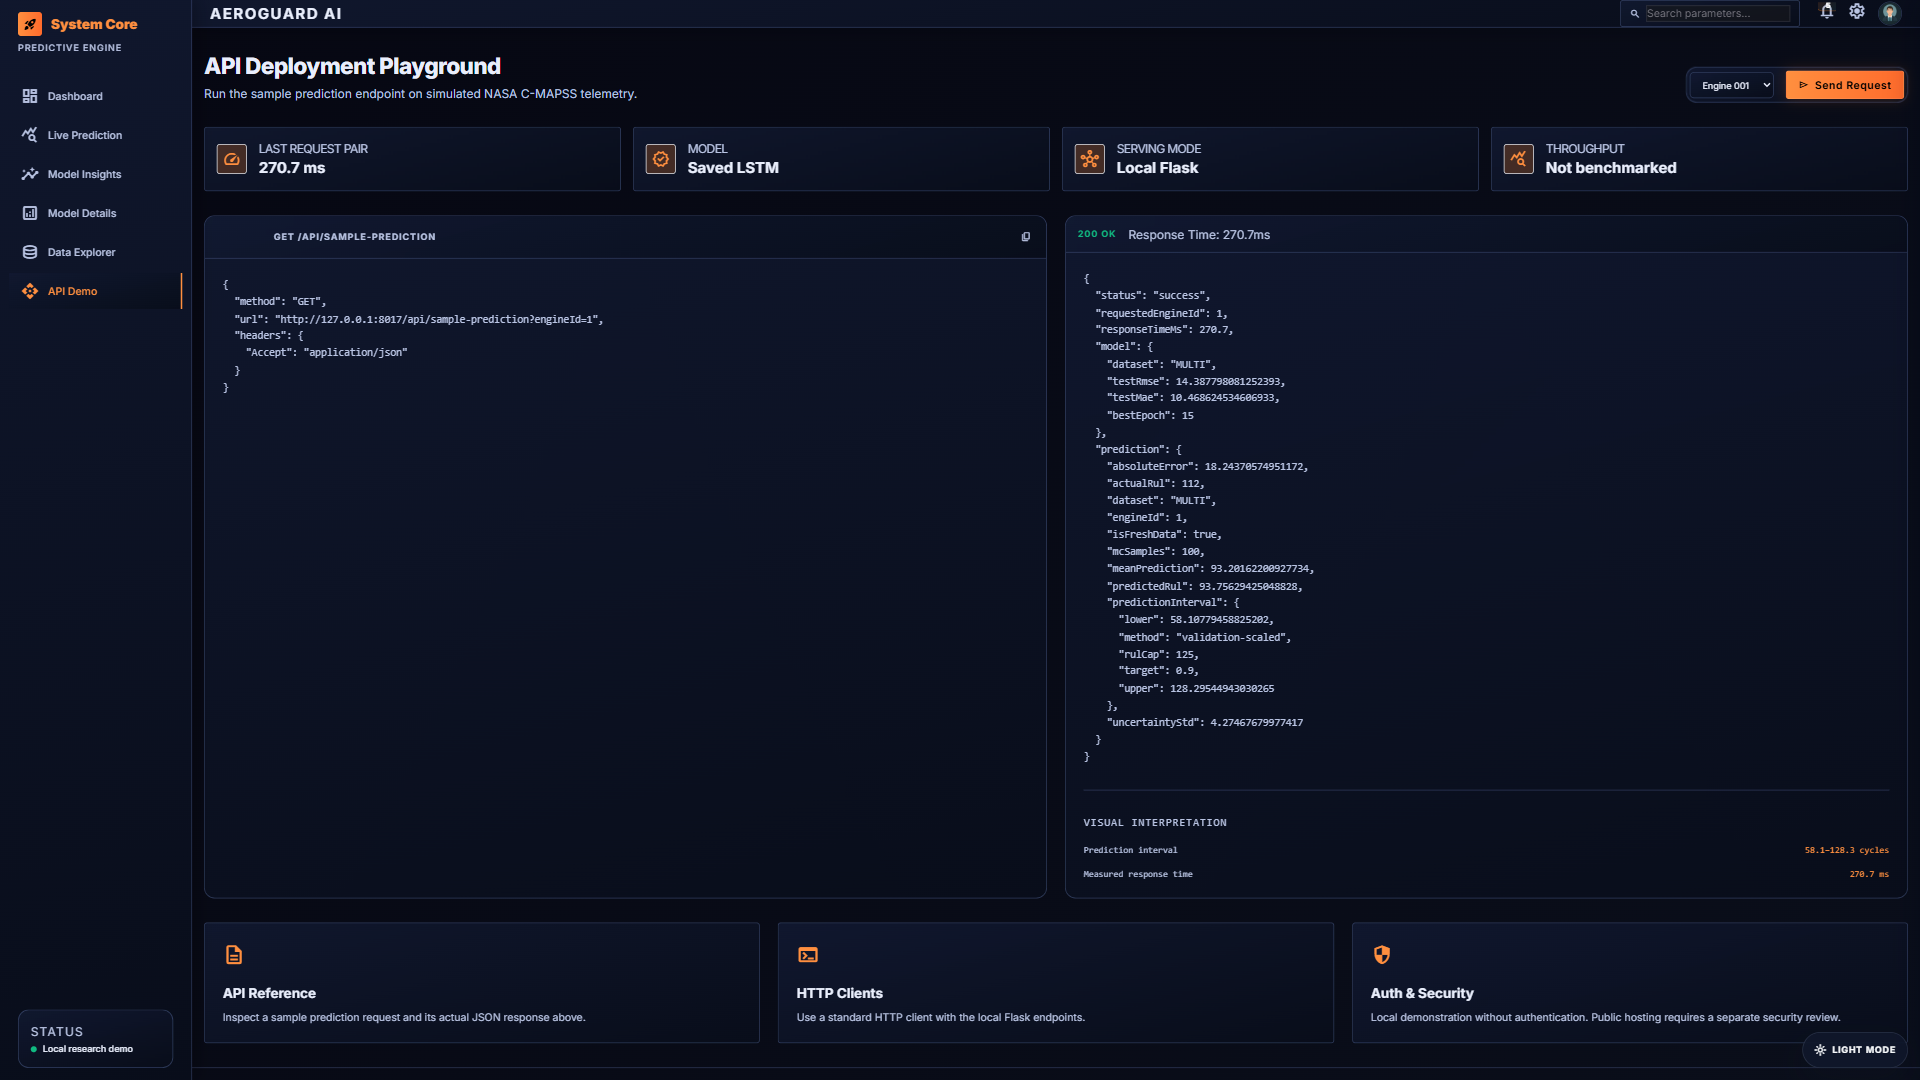 System Core
PREDICTIVE ENGINE
Dashboard
Live Prediction
Model Insights
Model Details
Data Explorer
API Demo
STATUS
Local research demo
AEROGUARD AI
Search parameters...
API Deployment Playground
Run the sample prediction endpoint on simulated NASA C-MAPSS telemetry.
Engine 001
Send Request
LAST REQUEST PAIR
270.7 ms
MODEL
Saved LSTM
SERVING MODE
Local Flask
THROUGHPUT
Not benchmarked
GET /API/SAMPLE-PREDICTION
{
  "method": "GET",
  "url": "http://127.0.0.1:8017/api/sample-prediction?engineId=1",
  "headers": {
    "Accept": "application/json"
  }
}
200 OK Response Time: 270.7ms
{
  "status": "success",
  "requestedEngineId": 1,
  "responseTimeMs": 270.7,
  "model": {
    "dataset": "MULTI",
    "testRmse": 14.387798081252393,
    "testMae": 10.468624534606933,
    "bestEpoch": 15
  },
  "prediction": {
    "absoluteError": 18.24370574951172,
    "actualRul": 112,
    "dataset": "MULTI",
    "engineId": 1,
    "isFreshData": true,
    "mcSamples": 100,
    "meanPrediction": 93.20162200927734,
    "predictedRul": 93.75629425048828,
    "predictionInterval": {
      "lower": 58.10779458825202,
      "method": "validation-scaled",
      "rulCap": 125,
      "target": 0.9,
      "upper": 128.29544943030265
    },
    "uncertaintyStd": 4.27467679977417
  }
}
VISUAL INTERPRETATION
Prediction interval 58.1–128.3 cycles
Measured response time 270.7 ms
API Reference
Inspect a sample prediction request and its actual JSON response above.
HTTP Clients
Use a standard HTTP client with the local Flask endpoints.
Auth & Security
Local demonstration without authentication. Public hosting requires a separate security review.
LIGHT MODE